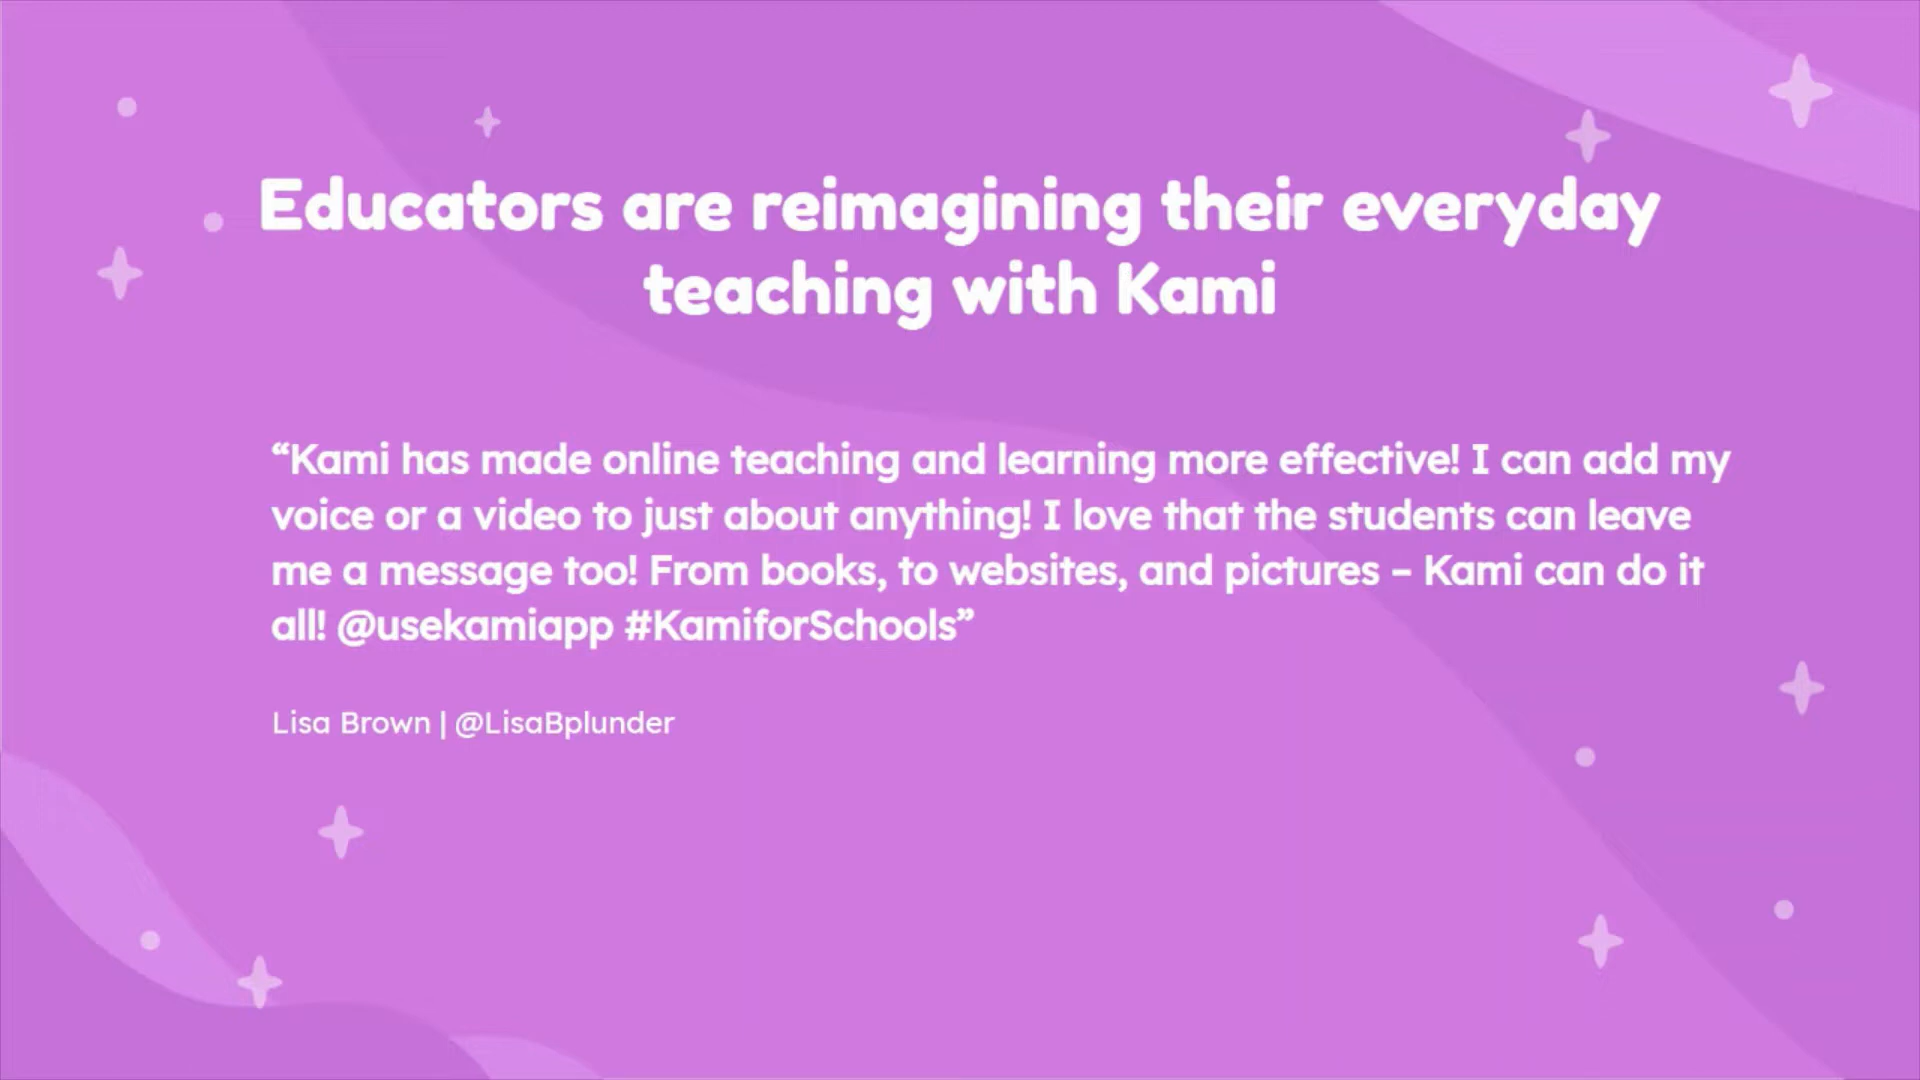 Educators are reimagining their everyday
teaching with Kami
“Kami has made online teaching and learning more effective! I can add my
voice or a video to just about anything! I love that the students can leave
me a message too! From books, to websites, and pictures – Kami can do it
all! @usekamiapp #KamiforSchools”
Lisa Brown | @LisaBplunder